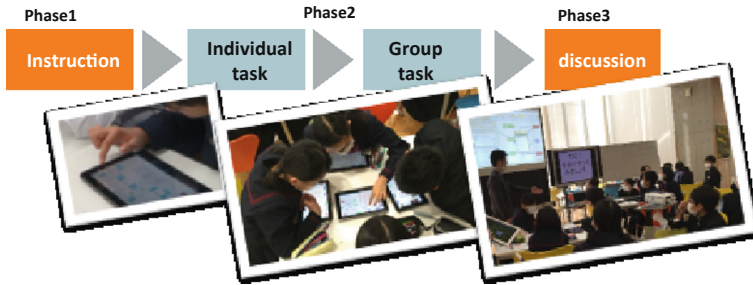 Phase1
Phase2
Phase3
Instruction
Individual
task
Group
task
discussion